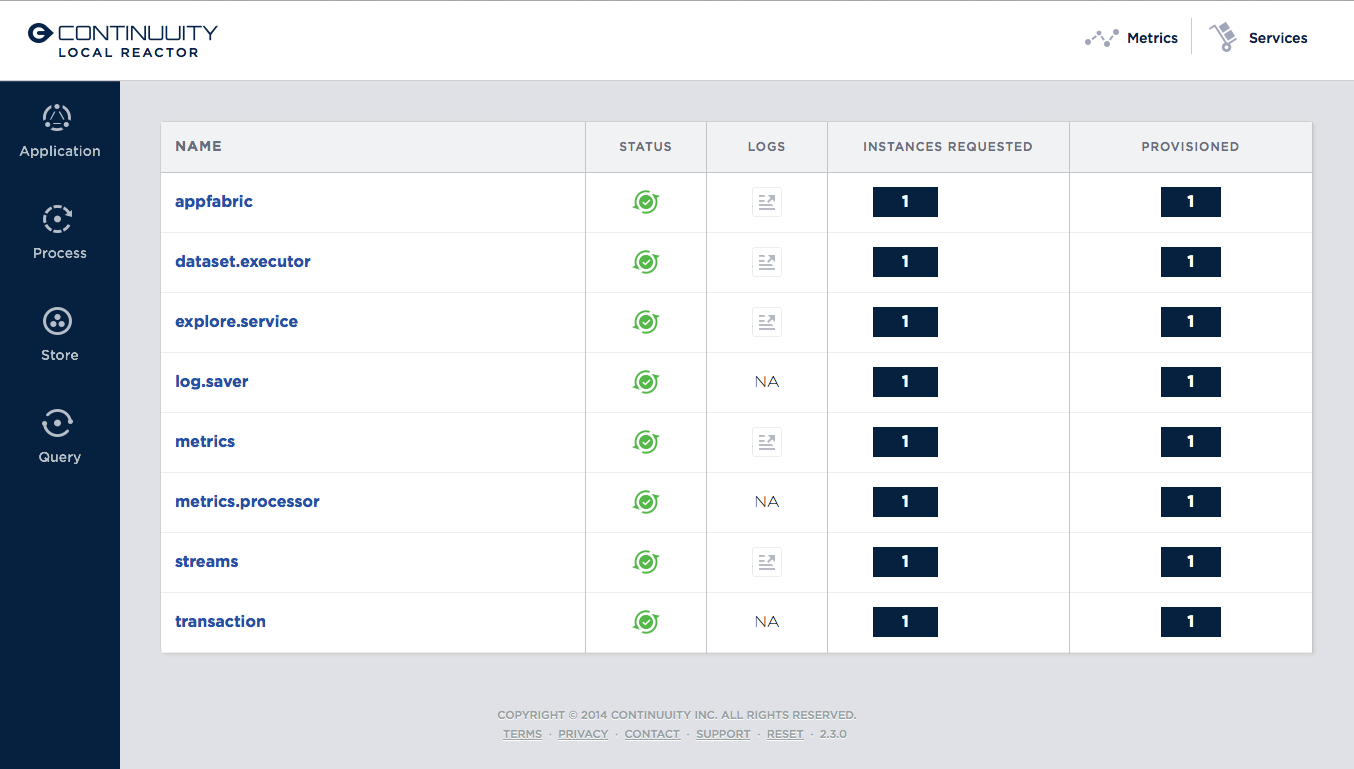 CONTINUUITY
LOCAL REACTOR
Metrics
Services
Application
Process
Store
Query
NAME STATUS LOGS INSTANCES REQUESTED PROVISIONED
appfabric 1 1
dataset.executor 1 1
explore.service 1 1
log.saver NA 1 1
metrics 1 1
metrics.processor NA 1 1
streams 1 1
transaction NA 1 1
COPYRIGHT © 2014 CONTINUUITY INC. ALL RIGHTS RESERVED.
TERMS · PRIVACY · CONTACT · SUPPORT · RESET · 2.3.0